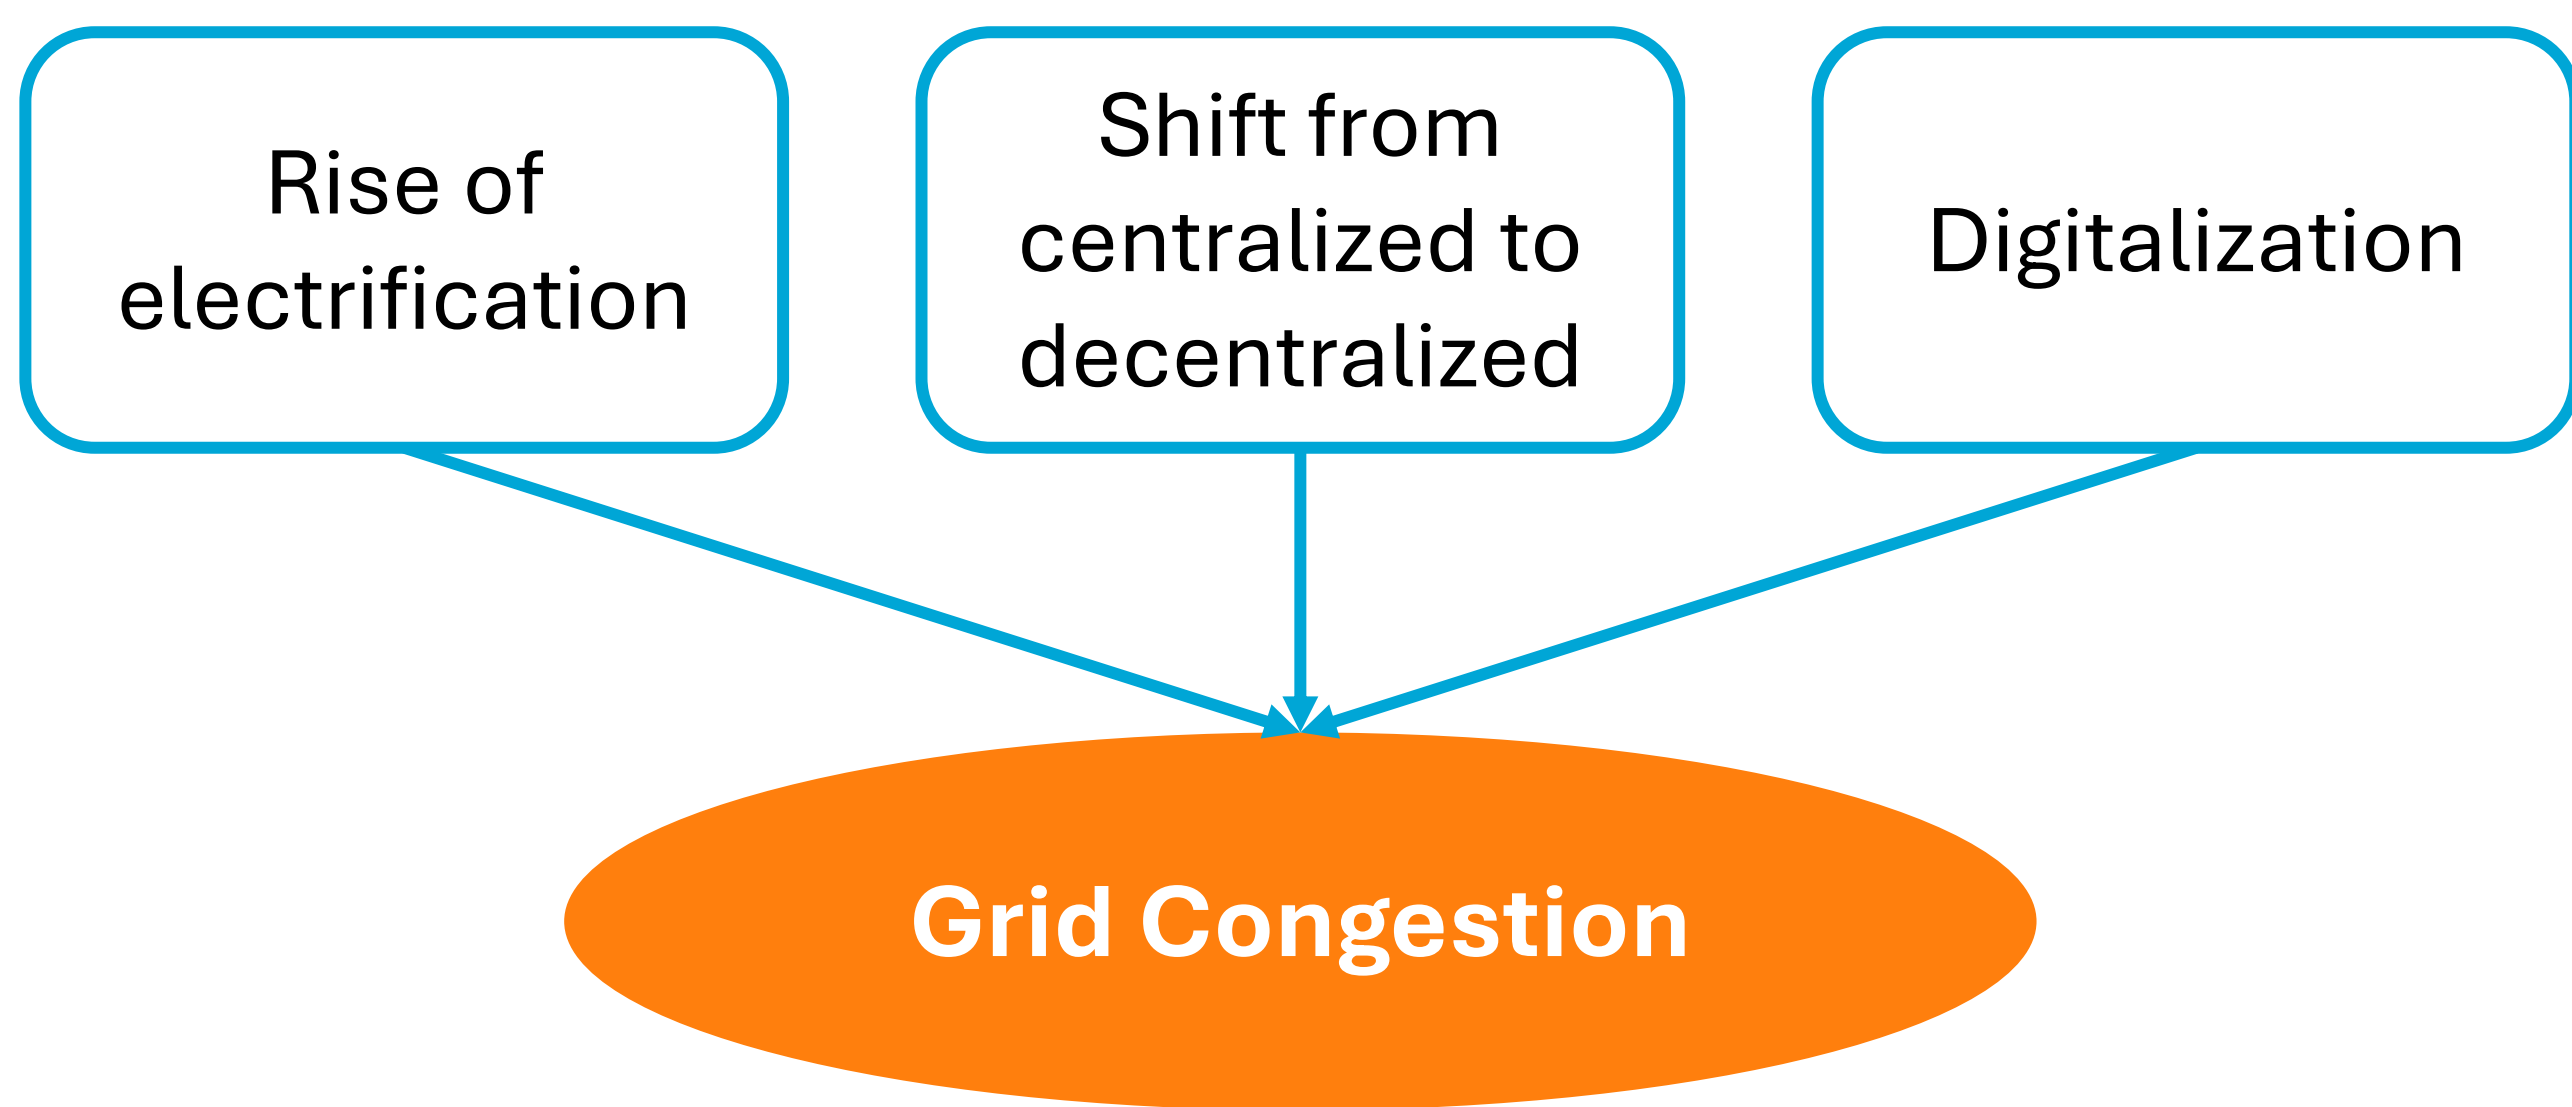 Rise of
electrification
Shift from
centralized to
decentralized
Digitalization
Grid Congestion